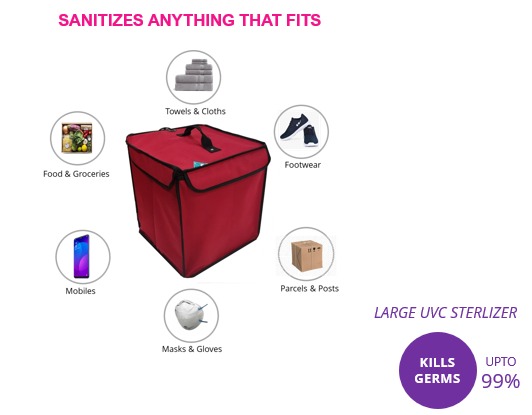 SANITIZES ANYTHING THAT FITS
Towels & Cloths
Food & Groceries
Footwear
Mobiles
Parcels & Posts
Masks & Gloves
LARGE UVC STERLIZER
KILLS
GERMS
UPTO
99%